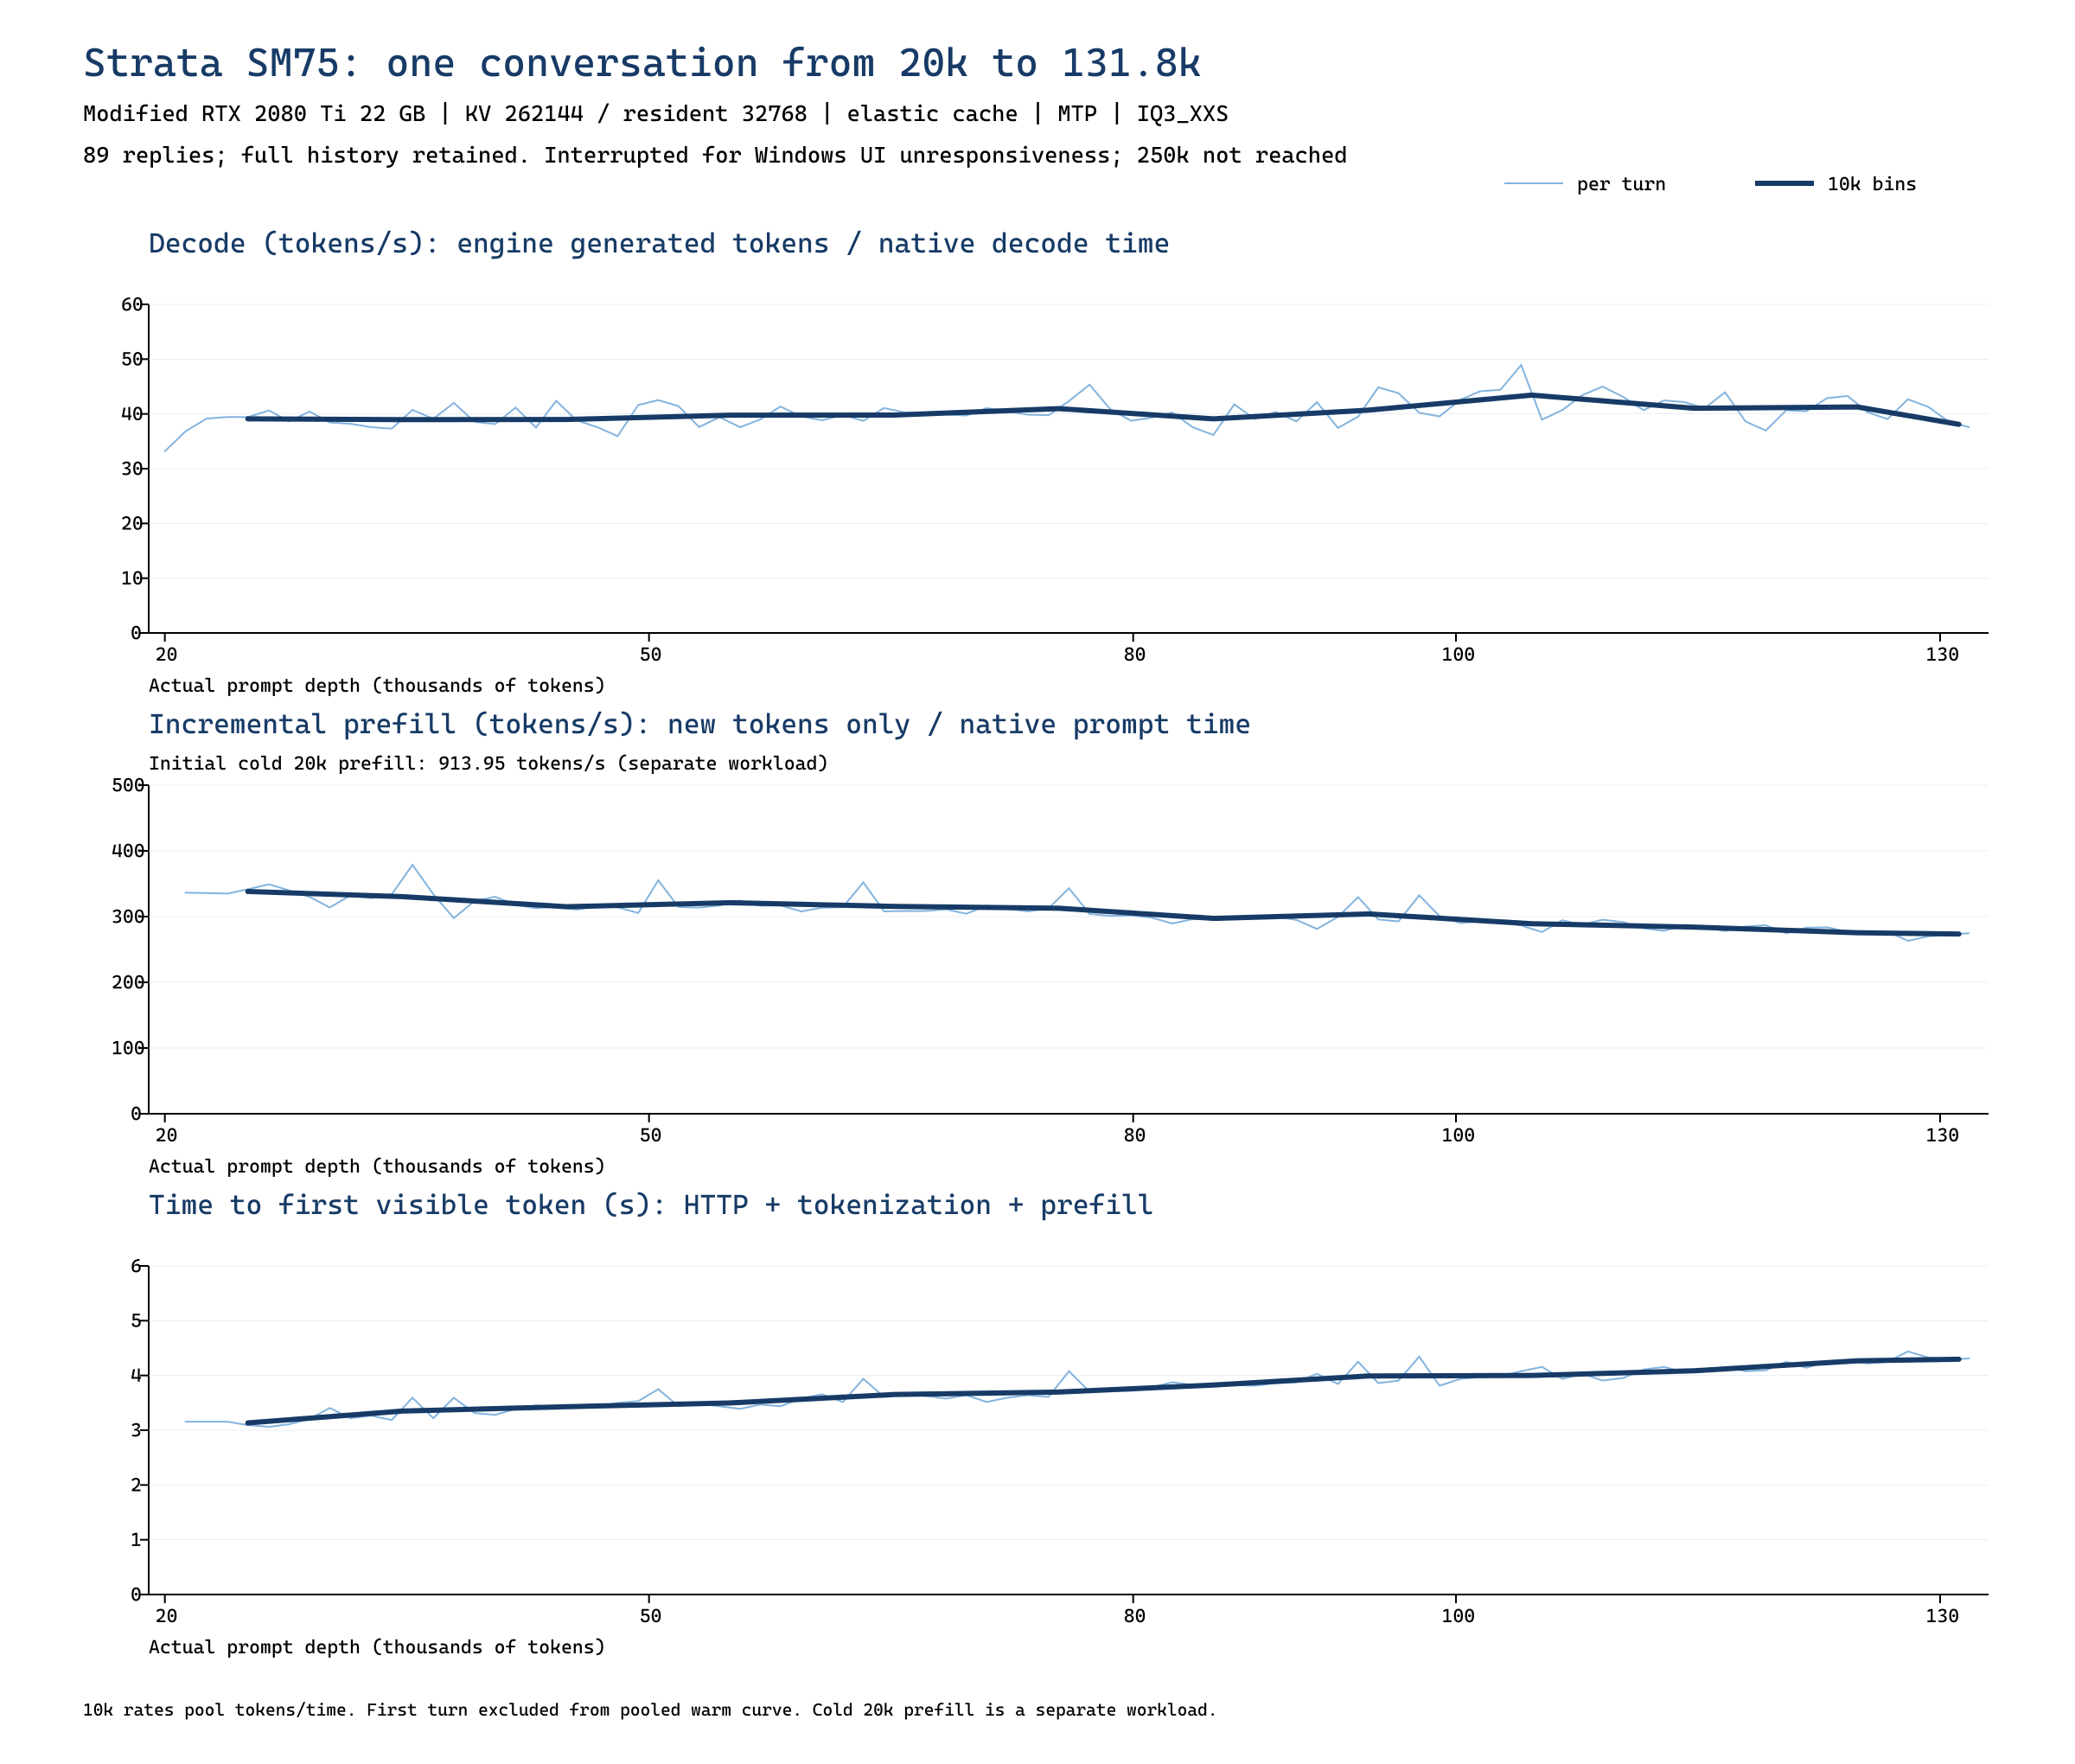 Strata SM75: one conversation from 20k to 131.8k
Modified RTX 2080 Ti 22 GB | KV 262144 / resident 32768 | elastic cache | MTP | IQ3_XXS
89 replies; full history retained. Interrupted for Windows UI unresponsiveness; 250k not reached
per turn
10k bins
Decode (tokens/s): engine generated tokens / native decode time
60
50
40
30
20
10
0
20 50 80 100 130
Actual prompt depth (thousands of tokens)
Incremental prefill (tokens/s): new tokens only / native prompt time
Initial cold 20k prefill: 913.95 tokens/s (separate workload)
500
400
300
200
100
0
20 50 80 100 130
Actual prompt depth (thousands of tokens)
Time to first visible token (s): HTTP + tokenization + prefill
6
5
4
3
2
1
0
20 50 80 100 130
Actual prompt depth (thousands of tokens)
10k rates pool tokens/time. First turn excluded from pooled warm curve. Cold 20k prefill is a separate workload.